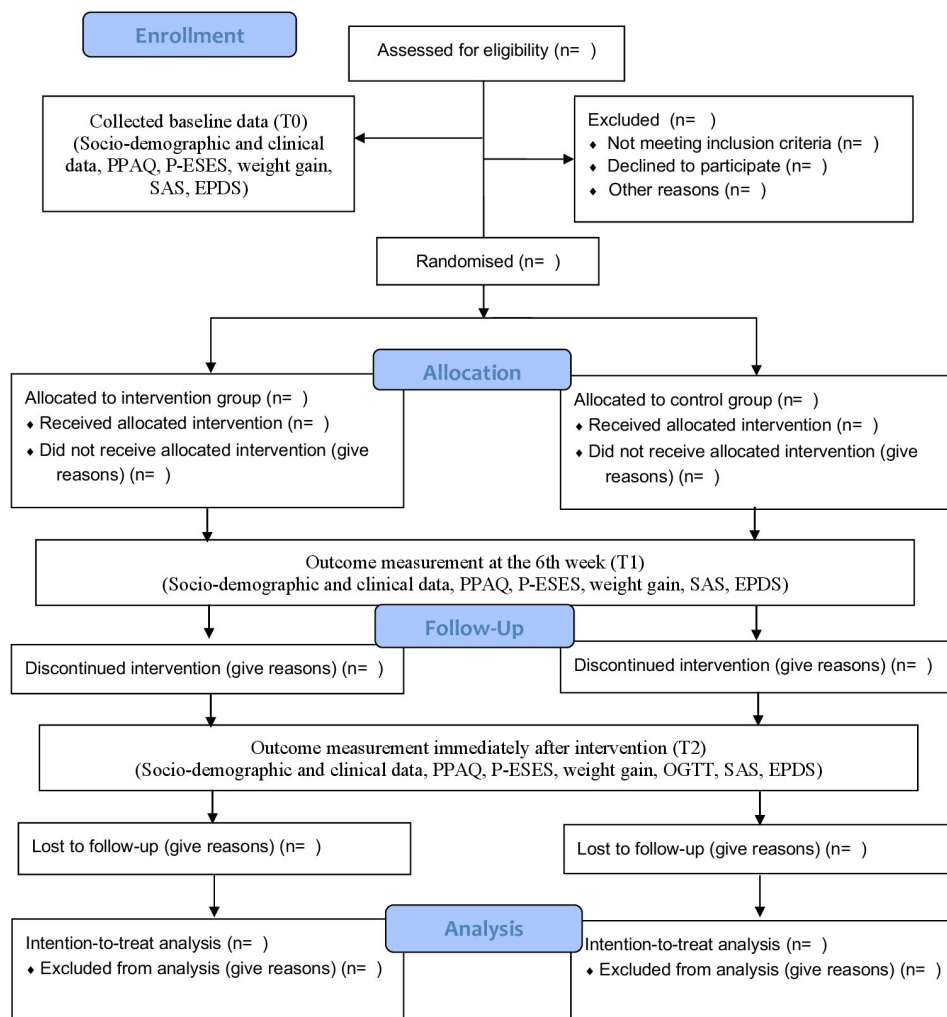 Enrollment
Assessed for eligibility (n= )
Collected baseline data (T0)
(Socio-demographic and clinical
data, PPAQ, P-ESES, weight gain,
SAS, EPDS)
Excluded (n= )
♦ Not meeting inclusion criteria (n= )
♦ Declined to participate (n= )
♦ Other reasons (n= )
Randomised (n= )
Allocation
Allocated to intervention group (n= )
♦ Received allocated intervention (n= )
♦ Did not receive allocated intervention (give
reasons) (n= )
Allocated to control group (n= )
♦ Received allocated intervention (n= )
♦ Did not receive allocated intervention (give
reasons) (n= )
Outcome measurement at the 6th week (T1)
(Socio-demographic and clinical data, PPAQ, P-ESES, weight gain, SAS, EPDS)
Follow-Up
Discontinued intervention (give reasons) (n= )
Discontinued intervention (give reasons) (n= )
Outcome measurement immediately after intervention (T2)
(Socio-demographic and clinical data, PPAQ, P-ESES, weight gain, OGTT, SAS, EPDS)
Lost to follow-up (give reasons) (n= )
Lost to follow-up (give reasons) (n= )
Analysis
Intention-to-treat analysis (n= )
♦ Excluded from analysis (give reasons) (n= )
Intention-to-treat analysis (n= )
♦ Excluded from analysis (give reasons) (n= )